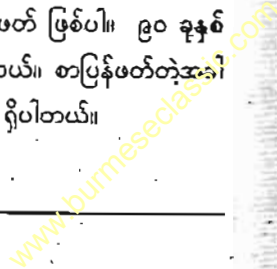 ဖတ် ဖြစ်ပါ။ ၉၀ ခုနှစ်
ယ်။ စာပြန်ဖတ်တဲ့အခါ
ရှိပါတယ်။
www.burmeseclassic